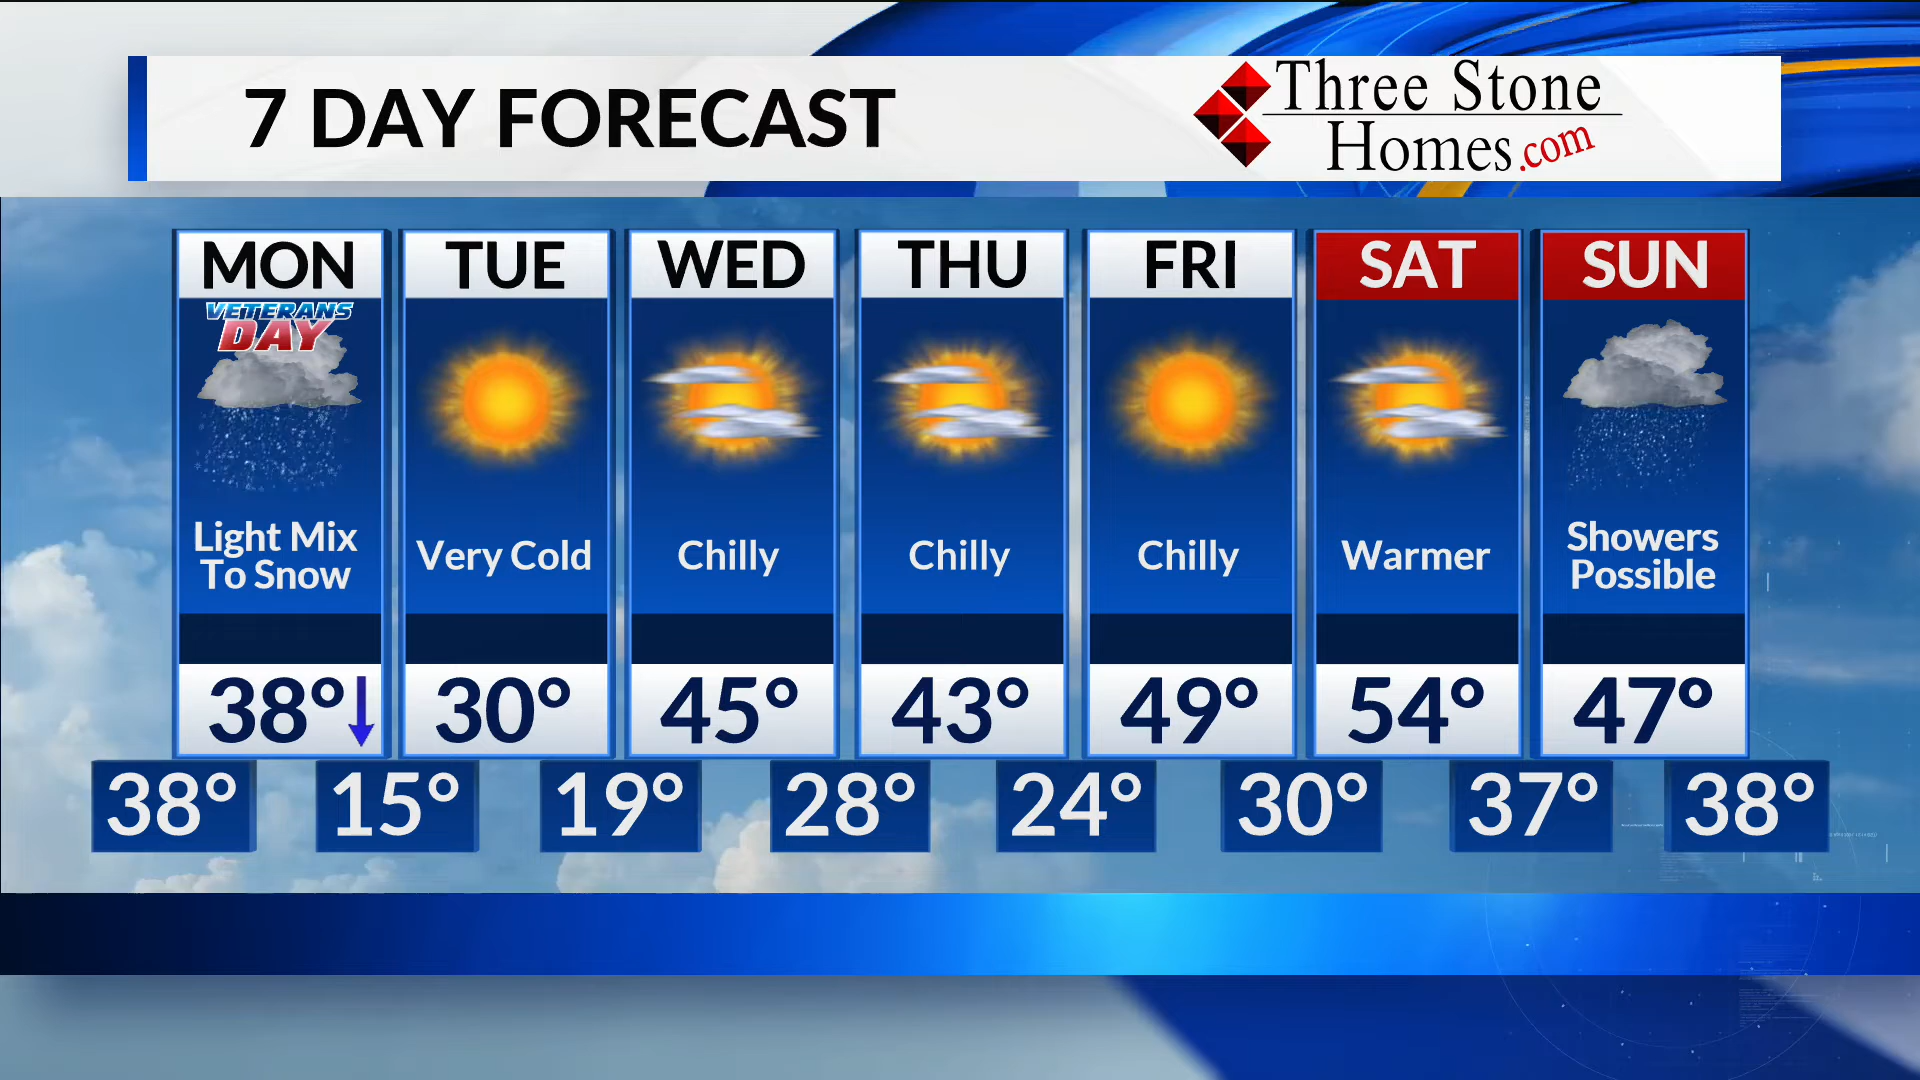 7 DAY FORECAST
Three Stone
Homes.com
MON TUE WED THU FRI SAT SUN
VETERANS
DAY
Light Mix
To Snow
Very Cold
Chilly
Chilly
Chilly
Warmer
Showers
Possible
38° 30° 45° 43° 49° 54° 47°
38° 15° 19° 28° 24° 30° 37° 38°